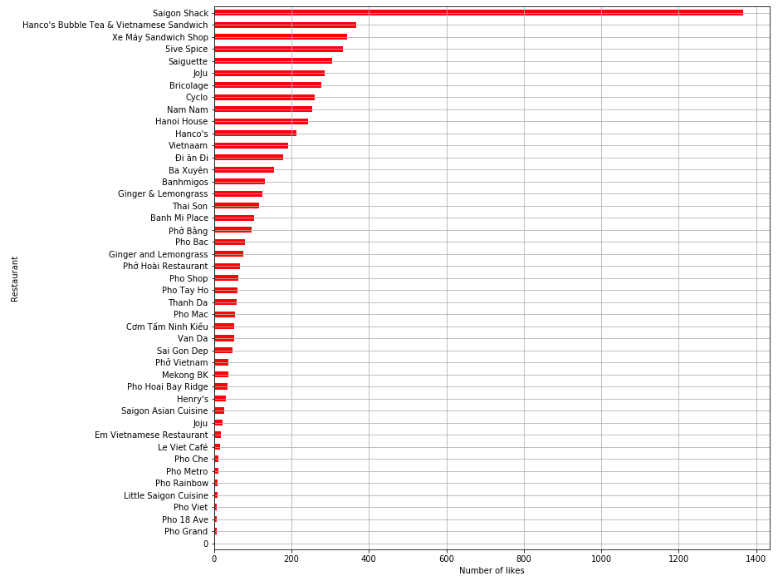 Saigon Shack
Hanco's Bubble Tea & Vietnamese Sandwich
Xe Máy Sandwich Shop
5ive Spice
Saiguette
JoJu
Bricolage
Cyclo
Nam Nam
Hanoi House
Hanco's
Vietnaam
Đi ăn Đi
Ba Xuyên
Banhmigos
Ginger & Lemongrass
Thai Son
Banh Mi Place
Phở Bằng
Pho Bac
Ginger and Lemongrass
Phở Hoài Restaurant
Pho Shop
Pho Tay Ho
Thanh Da
Pho Mac
Cơm Tấm Ninh Kiều
Van Da
Sai Gon Dep
Phở Vietnam
Mekong BK
Pho Hoai Bay Ridge
Henry's
Saigon Asian Cuisine
Joju
Em Vietnamese Restaurant
Le Viet Café
Pho Che
Pho Metro
Pho Rainbow
Little Saigon Cuisine
Pho Viet
Pho 18 Ave
Pho Grand
0
Restaurant
0 200 400 600 800 1000 1200 1400
Number of likes